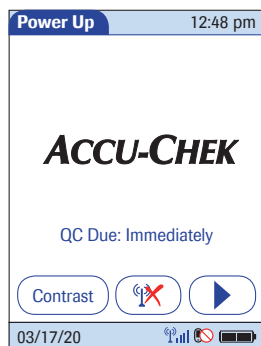 Power Up 12:48 pm
ACCU-CHEK
QC Due: Immediately
Contrast
03/17/20